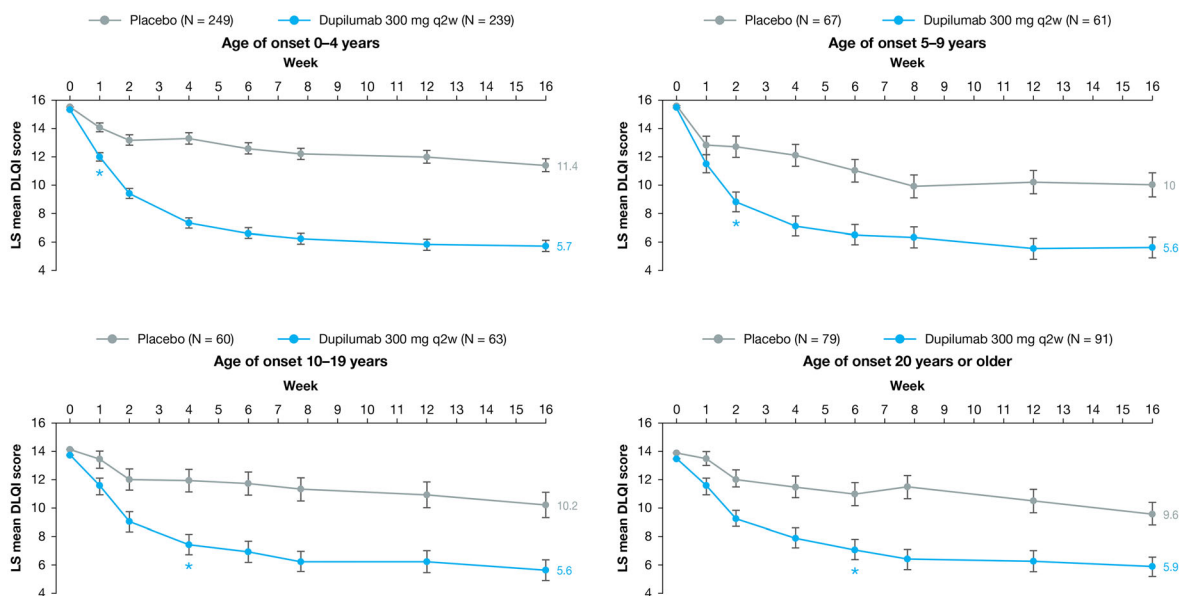 Placebo (N = 249) Dupilumab 300 mg q2w (N = 239)
Age of onset 0–4 years
Week
0 1 2 3 4 5 6 7 8 9 10 11 12 13 14 15 16
LS mean DLQI score
16
14
12
10
8
6
4
*
11.4
5.7
Placebo (N = 67) Dupilumab 300 mg q2w (N = 61)
Age of onset 5–9 years
Week
0 1 2 3 4 5 6 7 8 9 10 11 12 13 14 15 16
LS mean DLQI score
16
14
12
10
8
6
4
*
10
5.6
Placebo (N = 60) Dupilumab 300 mg q2w (N = 63)
Age of onset 10–19 years
Week
0 1 2 3 4 5 6 7 8 9 10 11 12 13 14 15 16
LS mean DLQI score
16
14
12
10
8
6
4
*
10.2
5.6
Placebo (N = 79) Dupilumab 300 mg q2w (N = 91)
Age of onset 20 years or older
Week
0 1 2 3 4 5 6 7 8 9 10 11 12 13 14 15 16
LS mean DLQI score
16
14
12
10
8
6
4
*
9.6
5.9